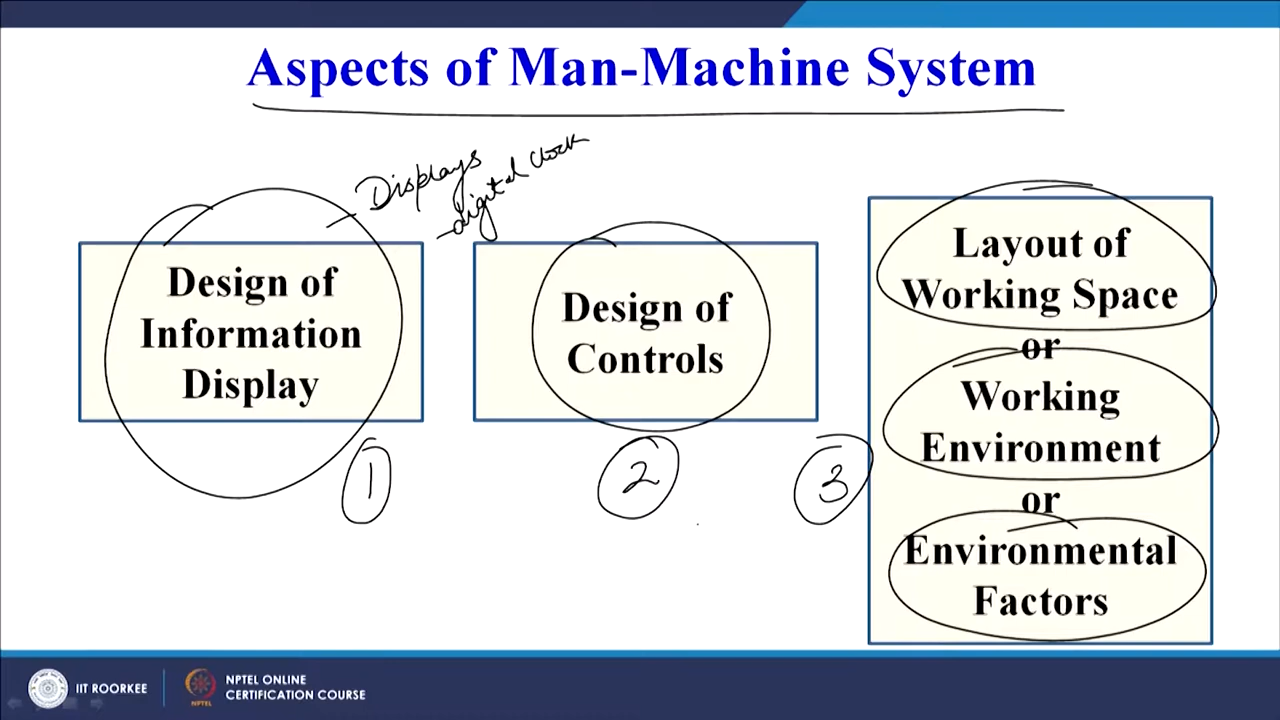 Aspects of Man-Machine System
- Displays
- digital clock
Design of
Information
Display
1
Design of
Controls
2
3
Layout of
Working Space
or
Working
Environment
or
Environmental
Factors
IIT ROORKEE
NPTEL
NPTEL ONLINE
CERTIFICATION COURSE